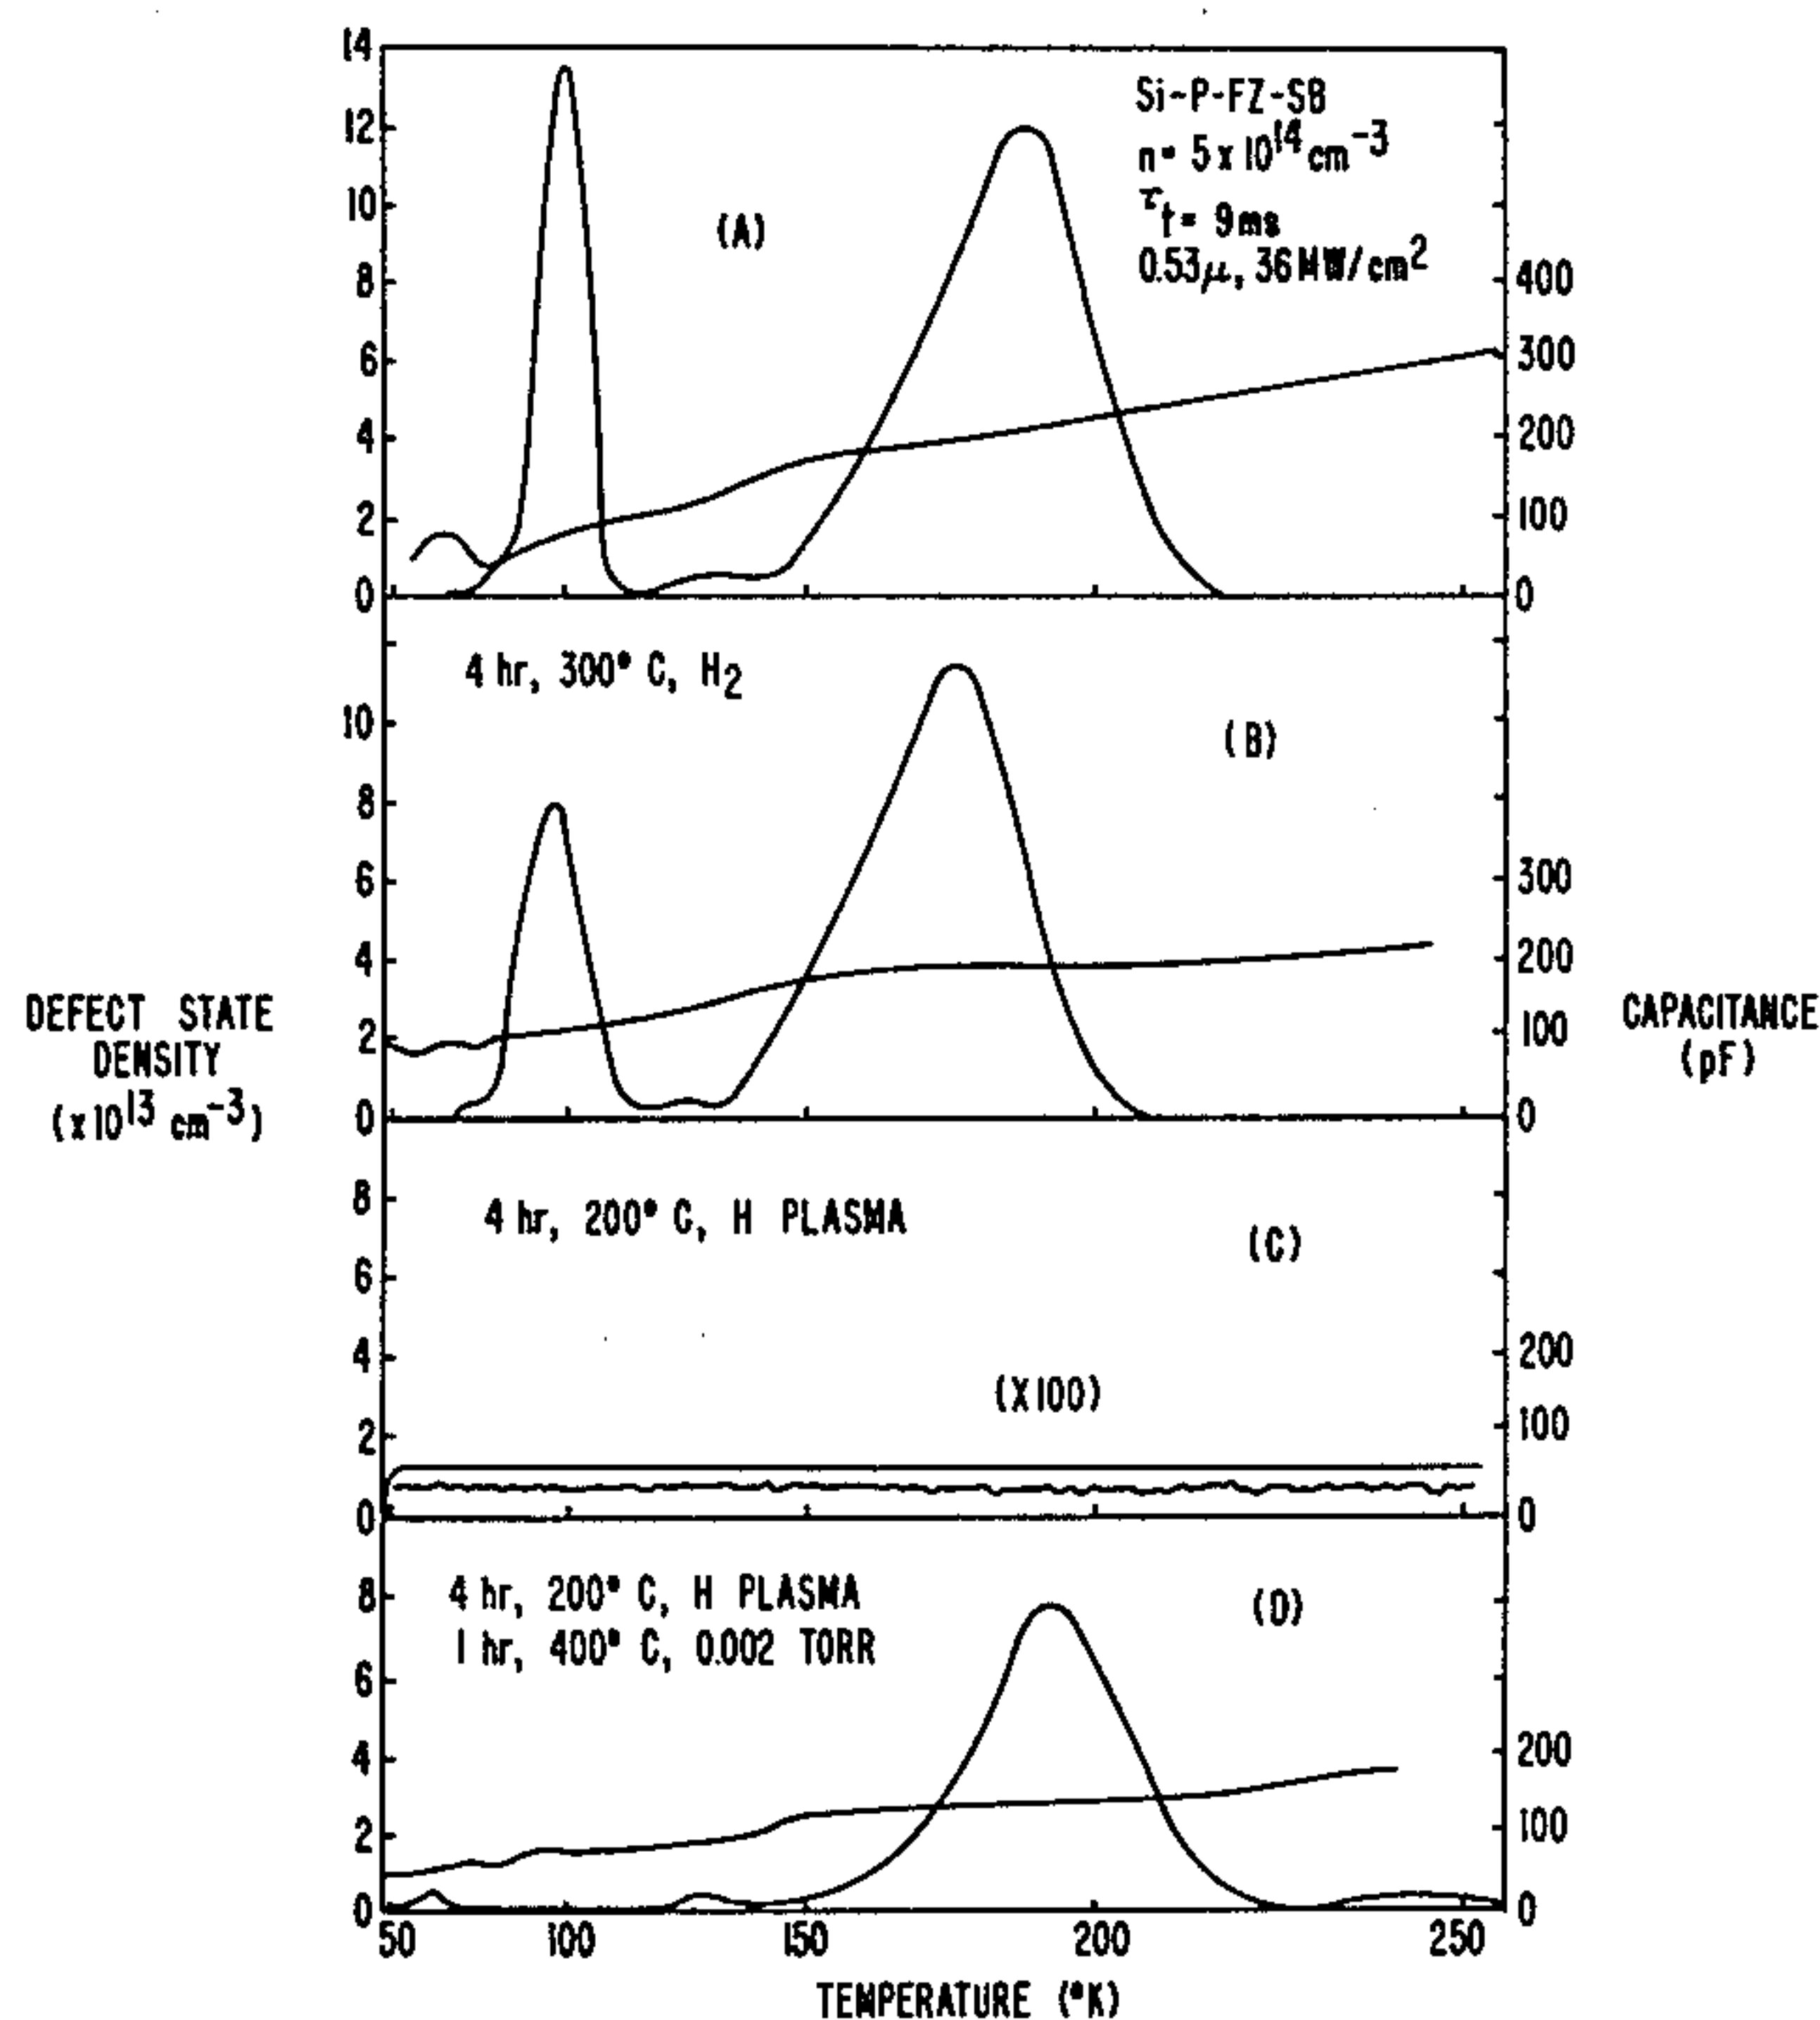 14
12
10
8
6
4
2
0
(A)
Si-P-FZ-SB
n= 5 x 10^14 cm^-3
τt= 9ms
0.53μ, 36MW/cm²
400
300
200
100
0
4 hr, 300° C, H2
(B)
10
8
6
4
2
0
300
200
100
0
DEFECT STATE
DENSITY
(x10^13 cm^-3)
CAPACITANCE
(pF)
4 hr, 200° C, H PLASMA
(C)
(X100)
8
6
4
2
0
200
100
0
4 hr, 200° C, H PLASMA
1 hr, 400° C, 0.002 TORR
(D)
8
6
4
2
0
200
100
0
50 100 150 200 250
TEMPERATURE (°K)